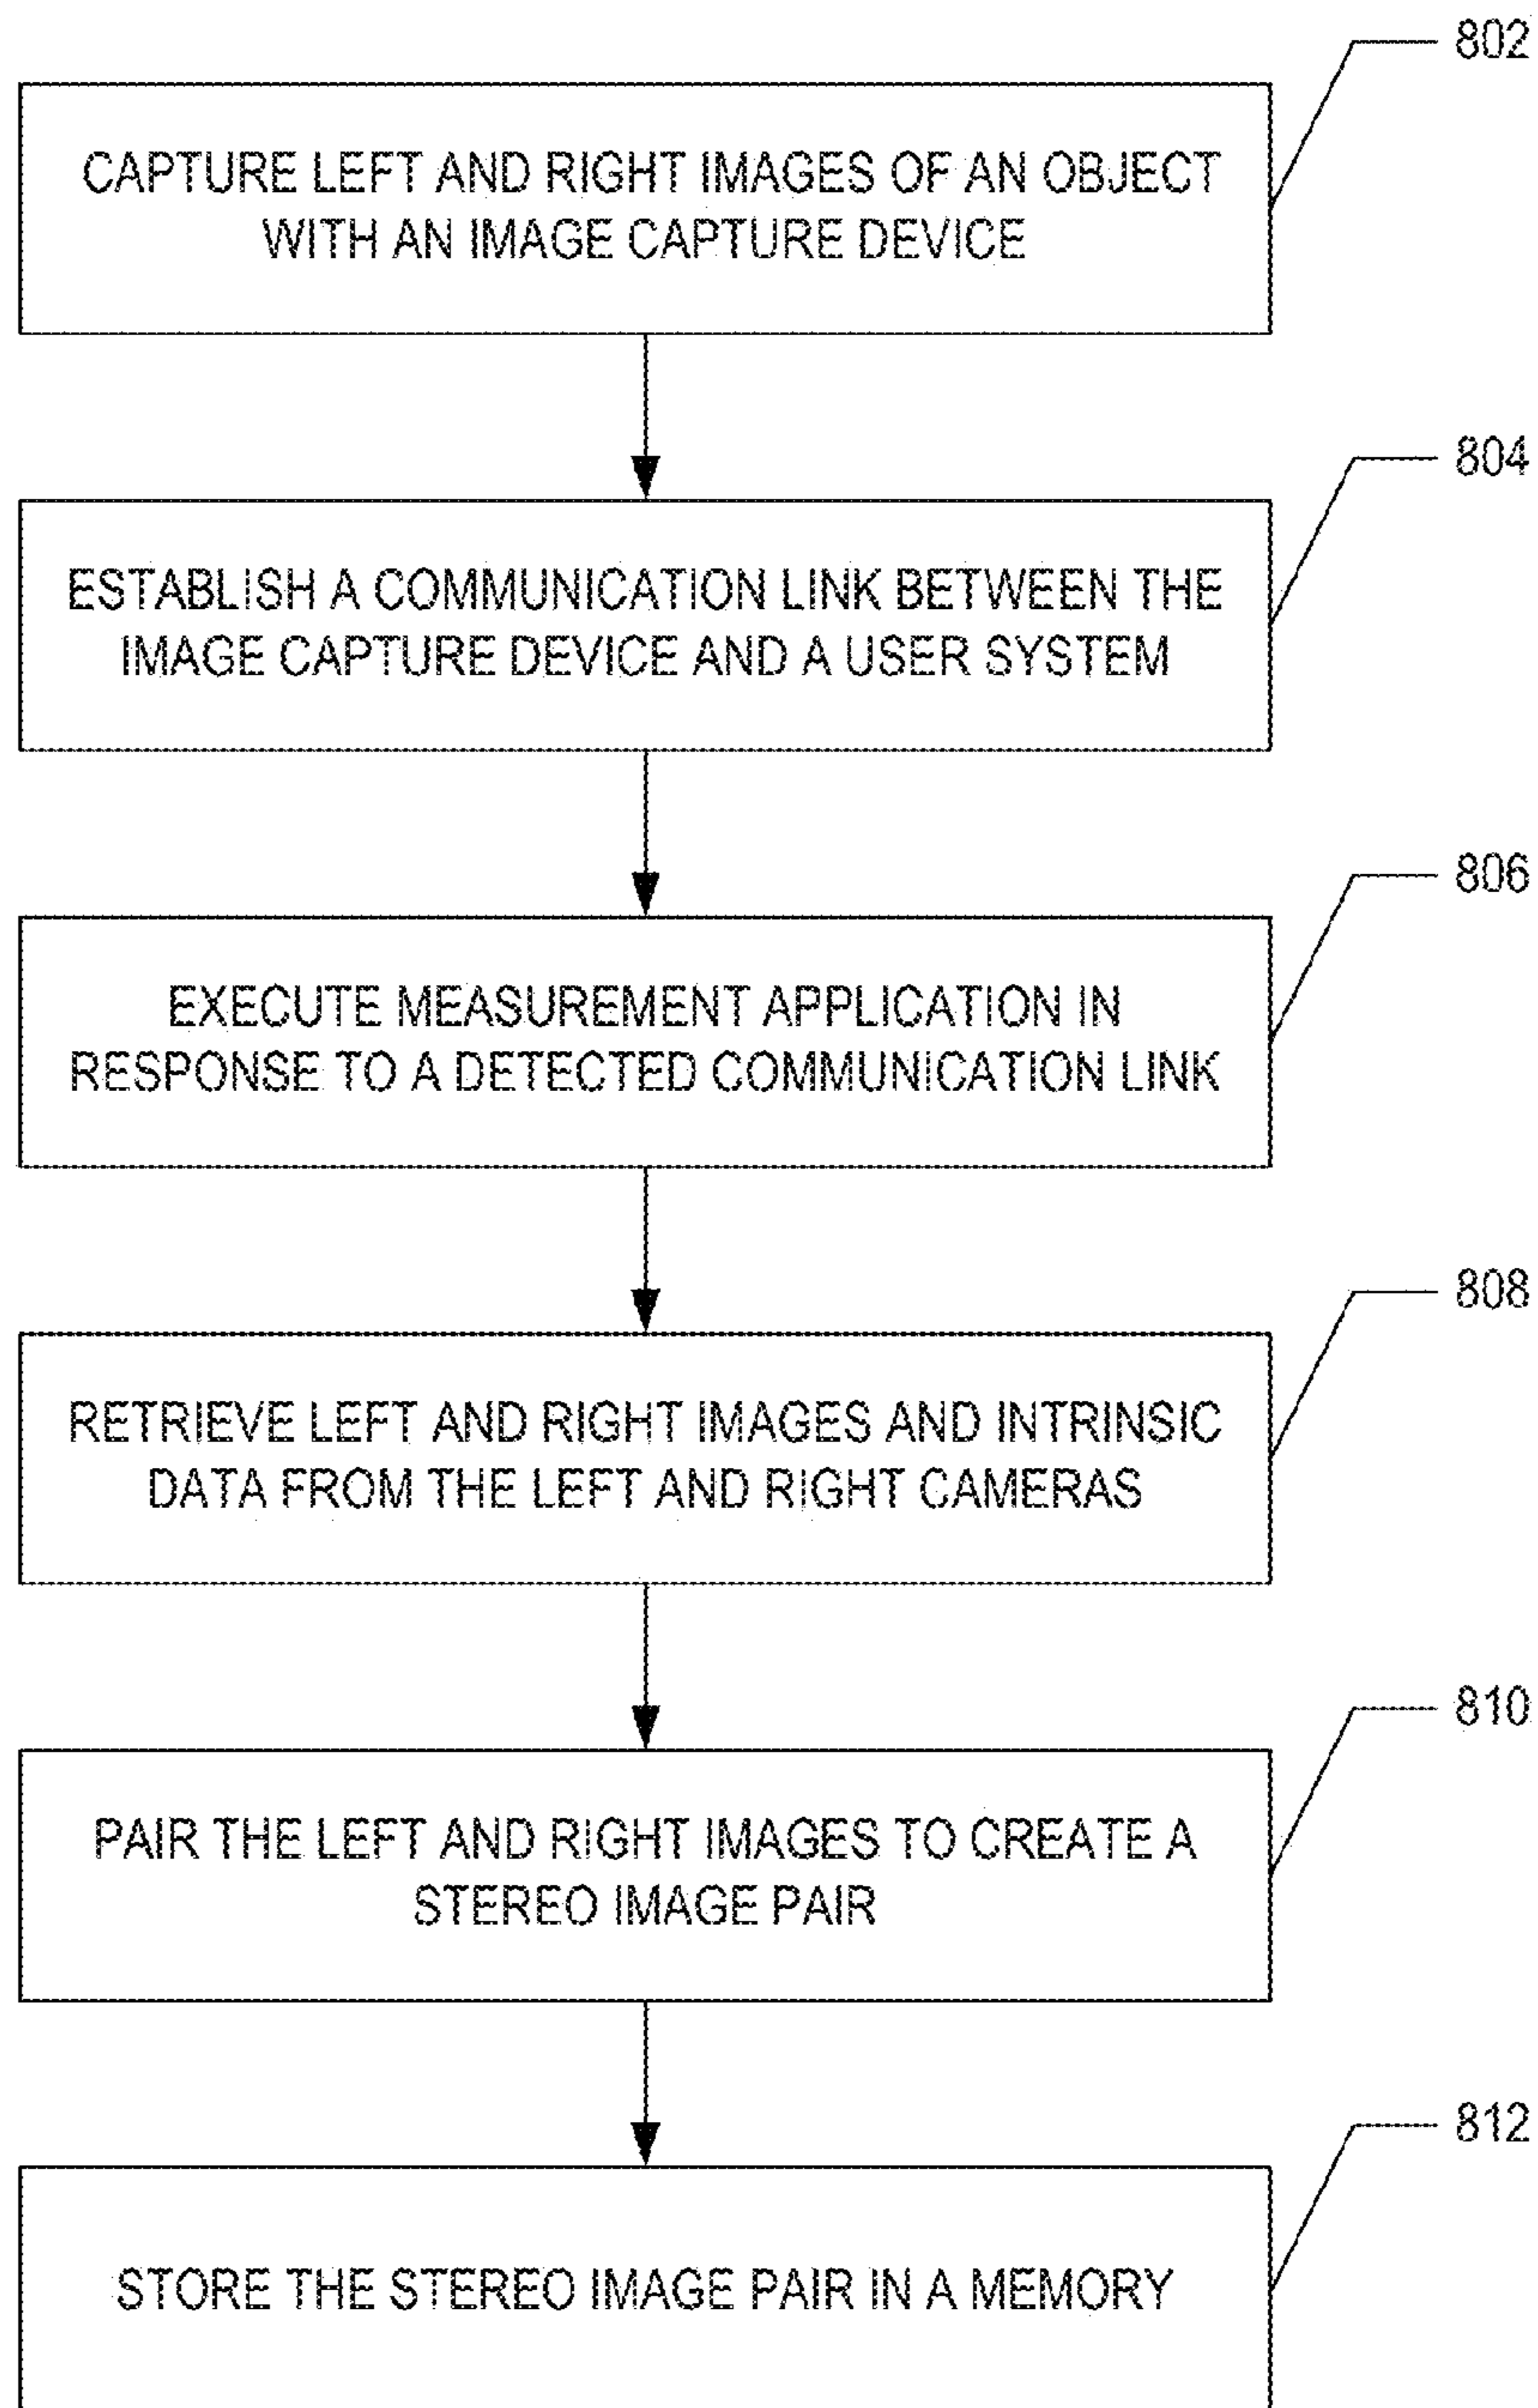 802
CAPTURE LEFT AND RIGHT IMAGES OF AN OBJECT
WITH AN IMAGE CAPTURE DEVICE
804
ESTABLISH A COMMUNICATION LINK BETWEEN THE
IMAGE CAPTURE DEVICE AND A USER SYSTEM
806
EXECUTE MEASUREMENT APPLICATION IN
RESPONSE TO A DETECTED COMMUNICATION LINK
808
RETRIEVE LEFT AND RIGHT IMAGES AND INTRINSIC
DATA FROM THE LEFT AND RIGHT CAMERAS
810
PAIR THE LEFT AND RIGHT IMAGES TO CREATE A
STEREO IMAGE PAIR
812
STORE THE STEREO IMAGE PAIR IN A MEMORY